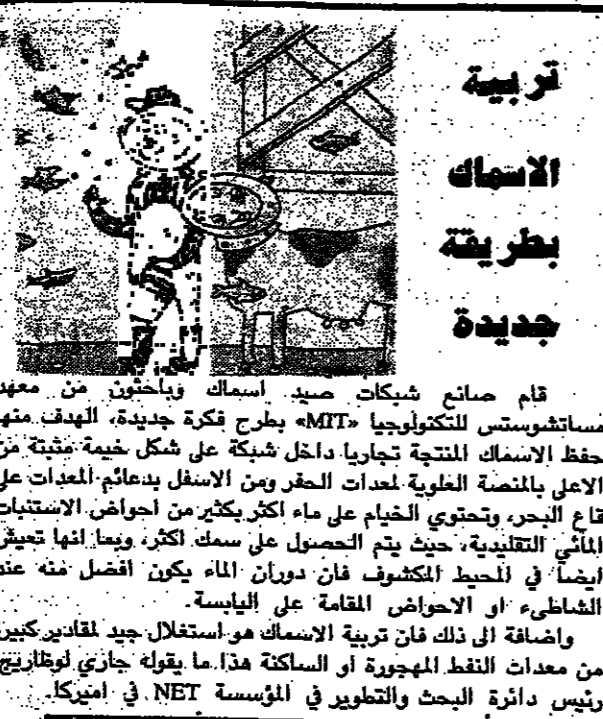 تربية
الاسماك
بطريقة
جديدة
قام صانع شبكات صيد اسماك وباحثون من معهد
مساتشوستس للتكنولوجيا «MIT» بطرح فكرة جديدة، الهدف منها
حفظ الاسماك المنتجة تجاريا داخل شبكة على شكل خيمة مثبتة من
الاعلى بالمنصة العلوية لمعدات الحفر ومن الاسفل بدعائم المعدات على
قاع البحر، وتحتوي الخيام على ماء اكثر بكثير من احواض الاستنبات
المائي التقليدية، حيث يتم الحصول على سمك اكثر، وبما انها تعيش
ايضا في المحيط المكشوف فان دوران الماء يكون افضل منه عند
الشاطىء او الاحواض المقامة على اليابسة.
واضافة الى ذلك فان تربية الاسماك هو استغلال جيد لمقادير كبيرة
من معدات النفط المهجورة أو الساكنة هذا ما يقوله جاري لوظاريج
رئيس دائرة البحث والتطوير في المؤسسة NET في اميركا.